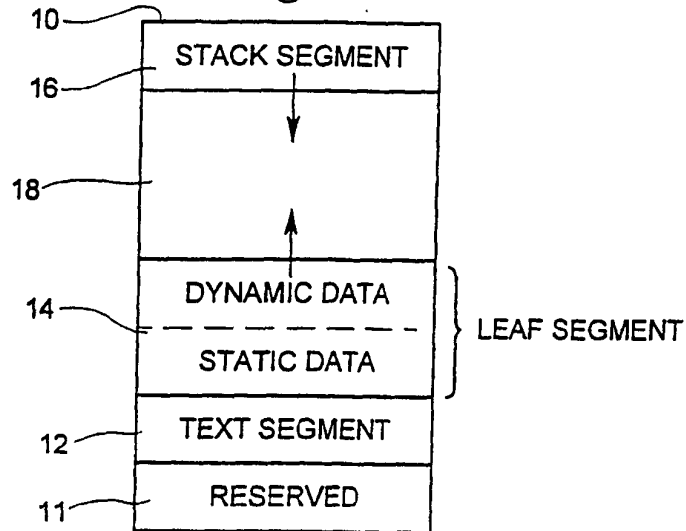 10
STACK SEGMENT
16
18
DYNAMIC DATA
14
LEAF SEGMENT
STATIC DATA
TEXT SEGMENT
12
RESERVED
11